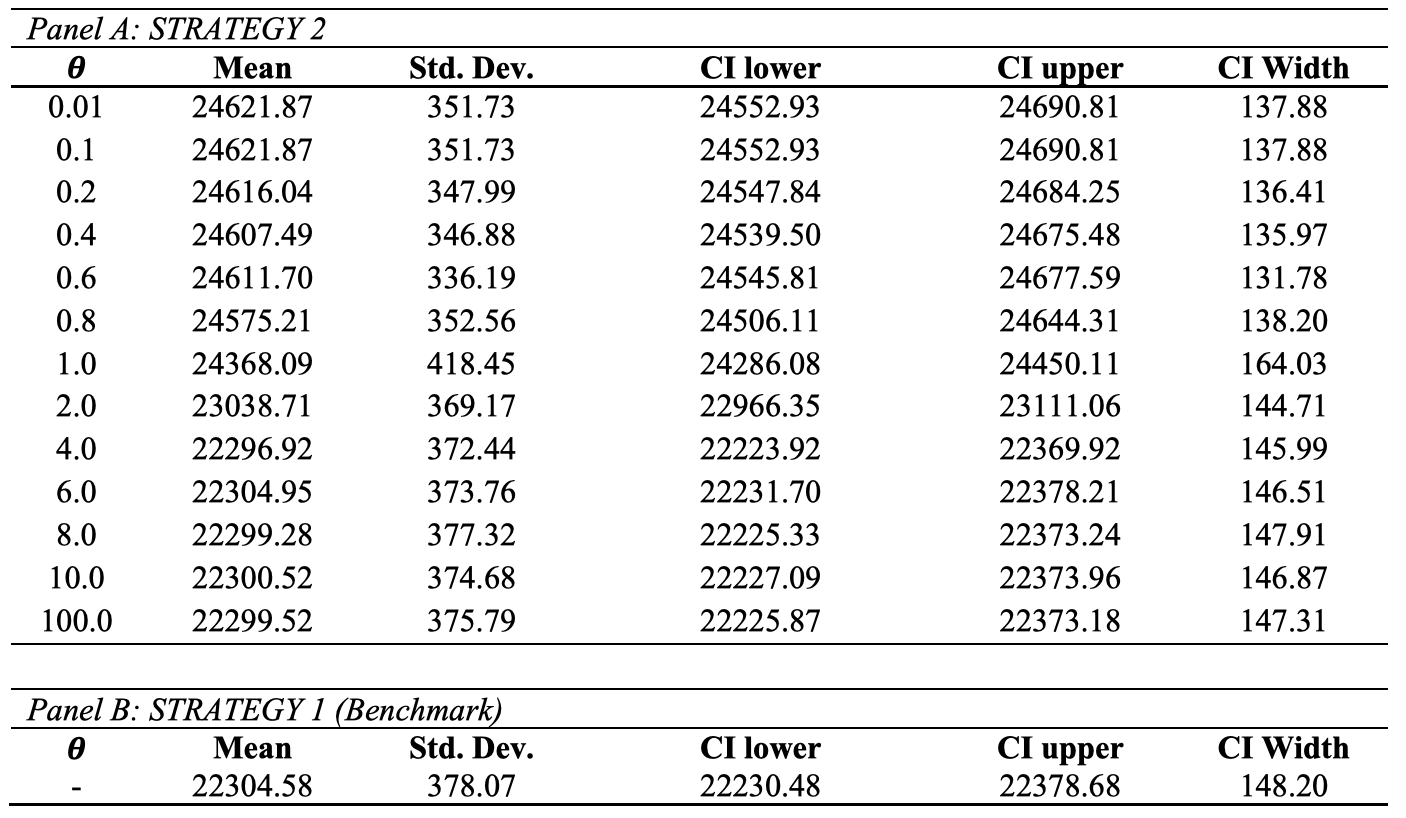 Panel A: STRATEGY 2
θ Mean Std. Dev. CI lower CI upper CI Width
0.01 24621.87 351.73 24552.93 24690.81 137.88
0.1 24621.87 351.73 24552.93 24690.81 137.88
0.2 24616.04 347.99 24547.84 24684.25 136.41
0.4 24607.49 346.88 24539.50 24675.48 135.97
0.6 24611.70 336.19 24545.81 24677.59 131.78
0.8 24575.21 352.56 24506.11 24644.31 138.20
1.0 24368.09 418.45 24286.08 24450.11 164.03
2.0 23038.71 369.17 22966.35 23111.06 144.71
4.0 22296.92 372.44 22223.92 22369.92 145.99
6.0 22304.95 373.76 22231.70 22378.21 146.51
8.0 22299.28 377.32 22225.33 22373.24 147.91
10.0 22300.52 374.68 22227.09 22373.96 146.87
100.0 22299.52 375.79 22225.87 22373.18 147.31
Panel B: STRATEGY 1 (Benchmark)
θ Mean Std. Dev. CI lower CI upper CI Width
- 22304.58 378.07 22230.48 22378.68 148.20